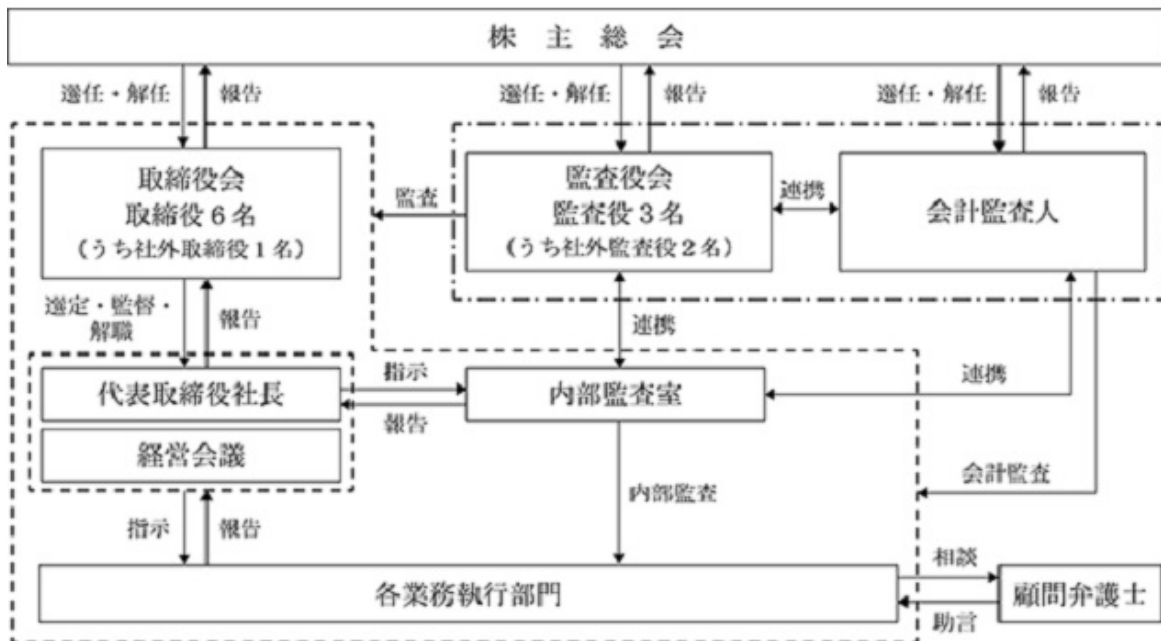 株主総会
選任・解任
報告
選任・解任
報告
選任・解任
報告
取締役会
取締役6名
（うち社外取締役1名）
監査
監査役会
監査役3名
（うち社外監査役2名）
連携
会計監査人
選定・監督・
解職
報告
連携
代表取締役社長
指示
報告
内部監査室
連携
経営会議
会計監査
内部監査
指示
報告
各業務執行部門
相談
助言
顧問弁護士